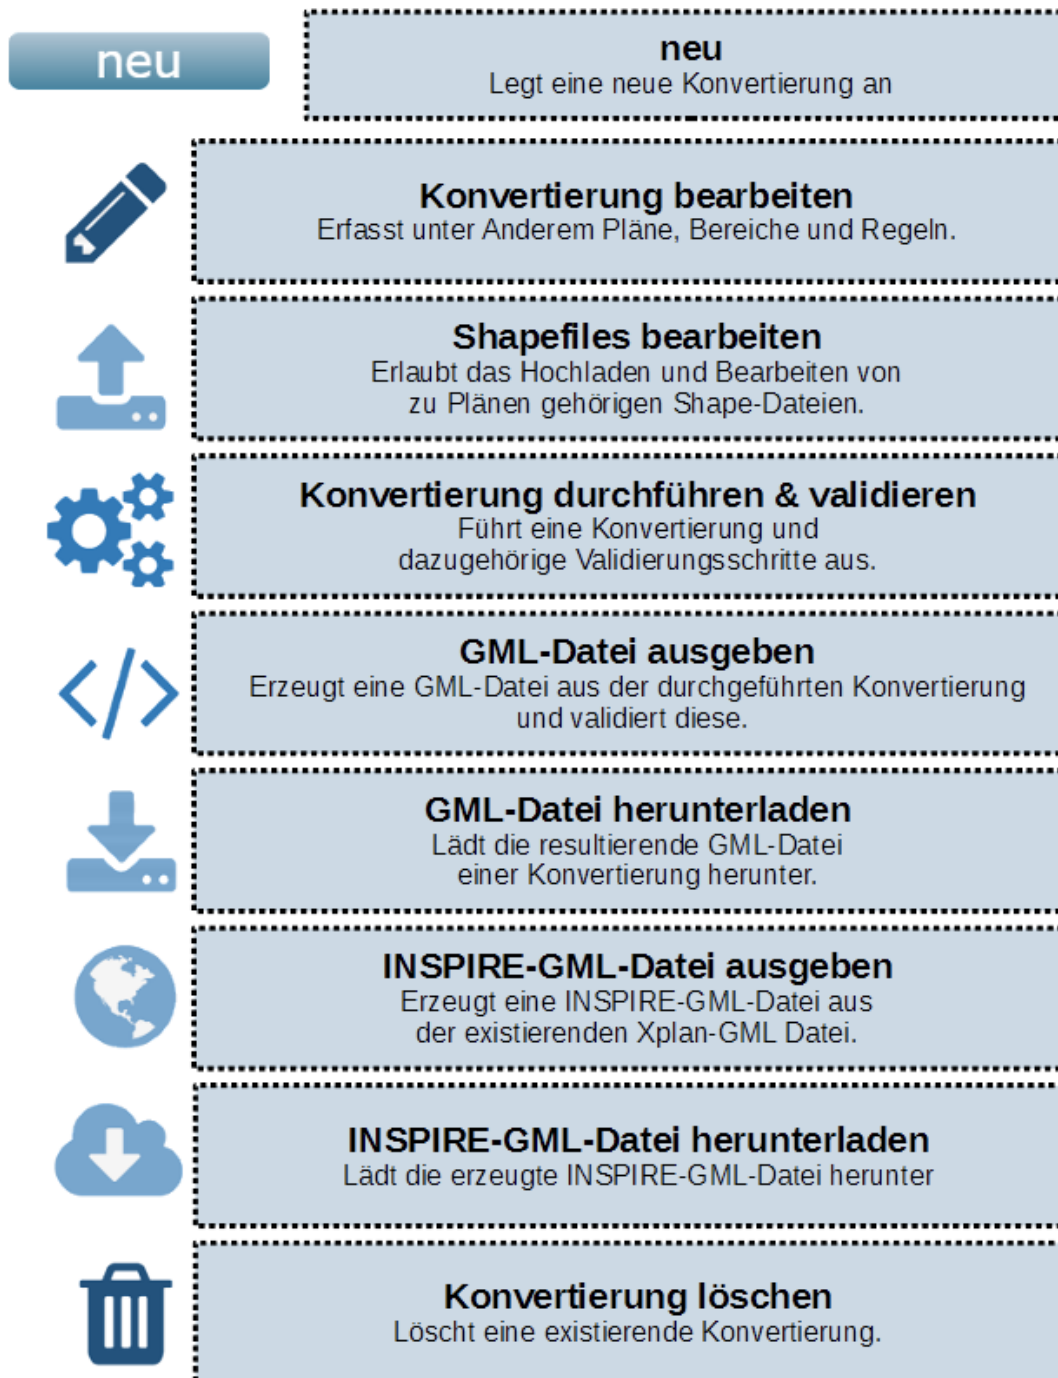 neu
neu
Legt eine neue Konvertierung an
Konvertierung bearbeiten
Erfasst unter Anderem Pläne, Bereiche und Regeln.
Shapefiles bearbeiten
Erlaubt das Hochladen und Bearbeiten von
zu Plänen gehörigen Shape-Dateien.
Konvertierung durchführen & validieren
Führt eine Konvertierung und
dazugehörige Validierungsschritte aus.
GML-Datei ausgeben
Erzeugt eine GML-Datei aus der durchgeführten Konvertierung
und validiert diese.
GML-Datei herunterladen
Lädt die resultierende GML-Datei
einer Konvertierung herunter.
INSPIRE-GML-Datei ausgeben
Erzeugt eine INSPIRE-GML-Datei aus
der existierenden Xplan-GML Datei.
INSPIRE-GML-Datei herunterladen
Lädt die erzeugte INSPIRE-GML-Datei herunter
Konvertierung löschen
Löscht eine existierende Konvertierung.